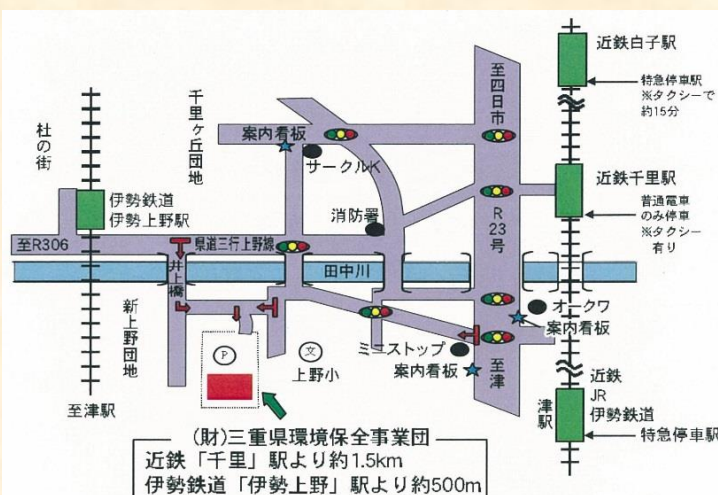 近鉄白子駅
特急停車駅
※タクシーで
約15分
至四日市
千里ヶ丘団地
案内看板
サークルK
杜の街
伊勢鉄道
伊勢上野駅
近鉄千里駅
普通電車
のみ停車
※タクシー
有り
R23号
消防署
至R306
県道三行上野線
井上橋
田中川
新上野団地
オークワ
案内看板
P
文
上野小
ミニストップ
案内看板
至津
至津駅
近鉄
JR
伊勢鉄道
津駅
特急停車駅
(財)三重県環境保全事業団
近鉄「千里」駅より約1.5km
伊勢鉄道「伊勢上野」駅より約500m